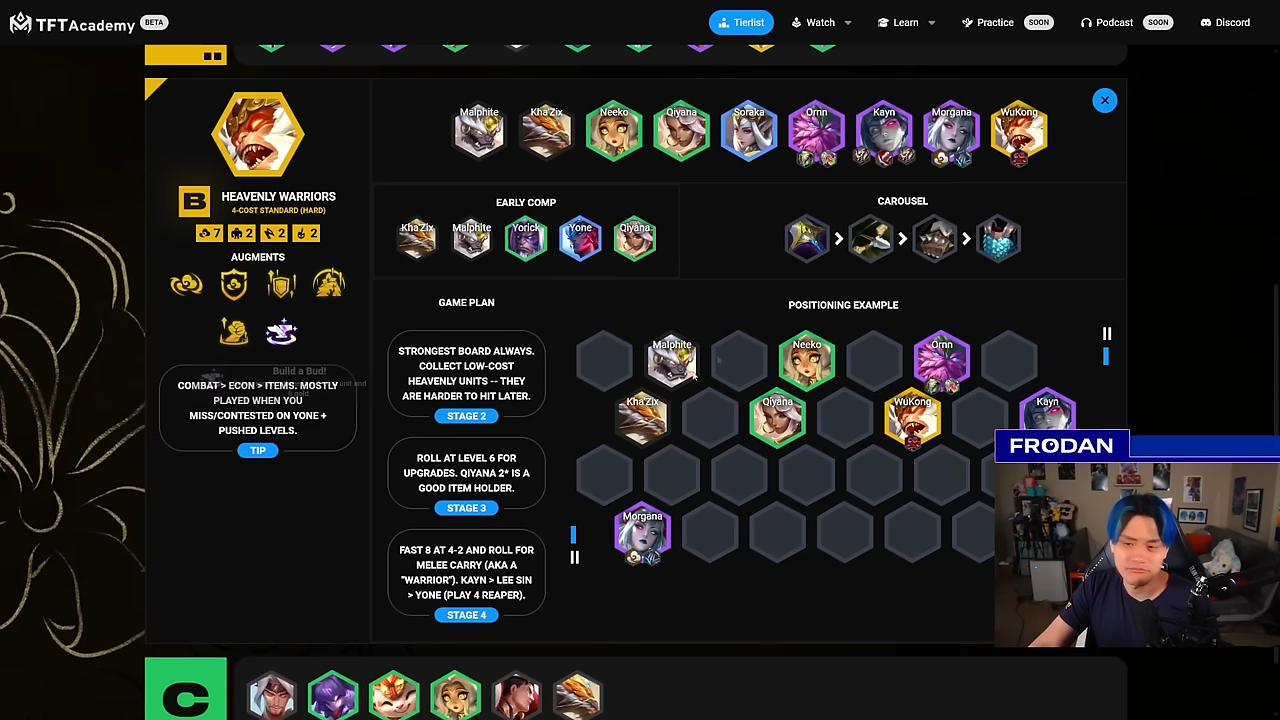 TFTAcademy BETA
Tierlist
Watch
Learn
Practice SOON
Podcast SOON
Discord
Malphite
Kha'Zix
Neeko
Qiyana
Soraka
Ornn
Kayn
Morgana
WuKong
B
HEAVENLY WARRIORS
4-COST STANDARD (HARD)
7
2
2
2
AUGMENTS
Build a Bud!
COMBAT > ECON > ITEMS. MOSTLY
PLAYED WHEN YOU
MISS/CONTESTED ON YONE +
PUSHED LEVELS.
TIP
EARLY COMP
Kha'Zix
Malphite
Yorick
Yone
Qiyana
CAROUSEL
GAME PLAN
STRONGEST BOARD ALWAYS.
COLLECT LOW-COST
HEAVENLY UNITS -- THEY
ARE HARDER TO HIT LATER.
STAGE 2
ROLL AT LEVEL 6 FOR
UPGRADES. QIYANA 2* IS A
GOOD ITEM HOLDER.
STAGE 3
FAST 8 AT 4-2 AND ROLL FOR
MELEE CARRY (AKA A
"WARRIOR"). KAYN > LEE SIN
> YONE (PLAY 4 REAPER).
STAGE 4
POSITIONING EXAMPLE
Malphite
Neeko
Ornn
Kha'Zix
Qiyana
WuKong
Kayn
Morgana
FRODAN
C